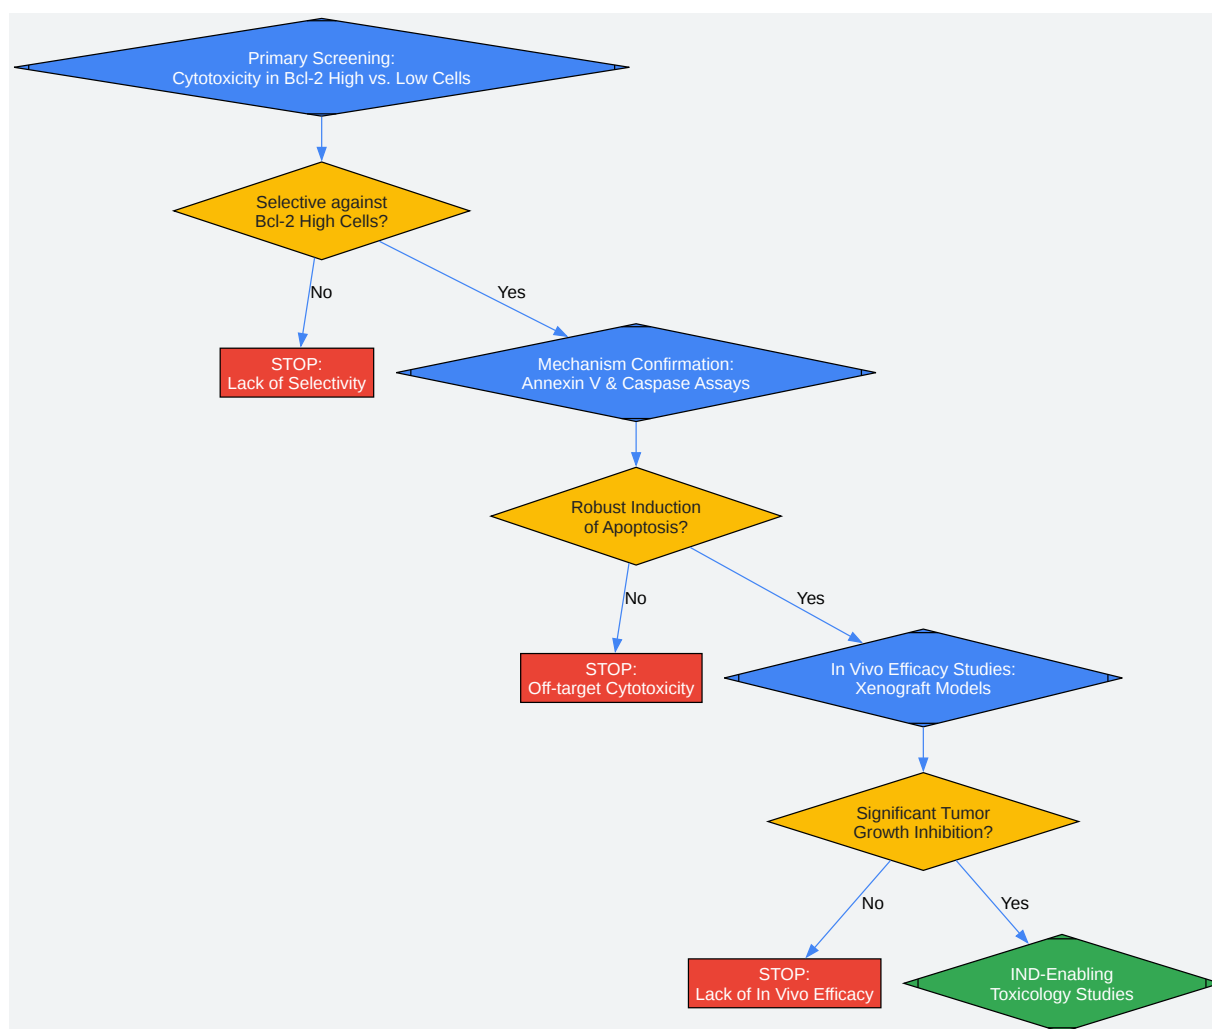 Primary Screening:
Cytotoxicity in Bcl-2 High vs. Low Cells
Selective against
Bcl-2 High Cells?
No
Yes
STOP:
Lack of Selectivity
Mechanism Confirmation:
Annexin V & Caspase Assays
Robust Induction
of Apoptosis?
No
Yes
STOP:
Off-target Cytotoxicity
In Vivo Efficacy Studies:
Xenograft Models
Significant Tumor
Growth Inhibition?
No
Yes
STOP:
Lack of In Vivo Efficacy
IND-Enabling
Toxicology Studies